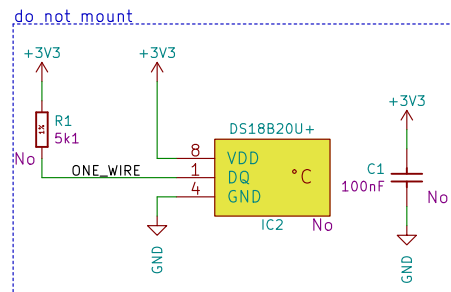 do not mount
+3V3
+3V3
+3V3
R1
1%
5k1
No
ONE_WIRE
DS18B20U+
8
VDD
1
DQ
4
GND
°C
IC2
No
C1
100nF
No
GND
GND